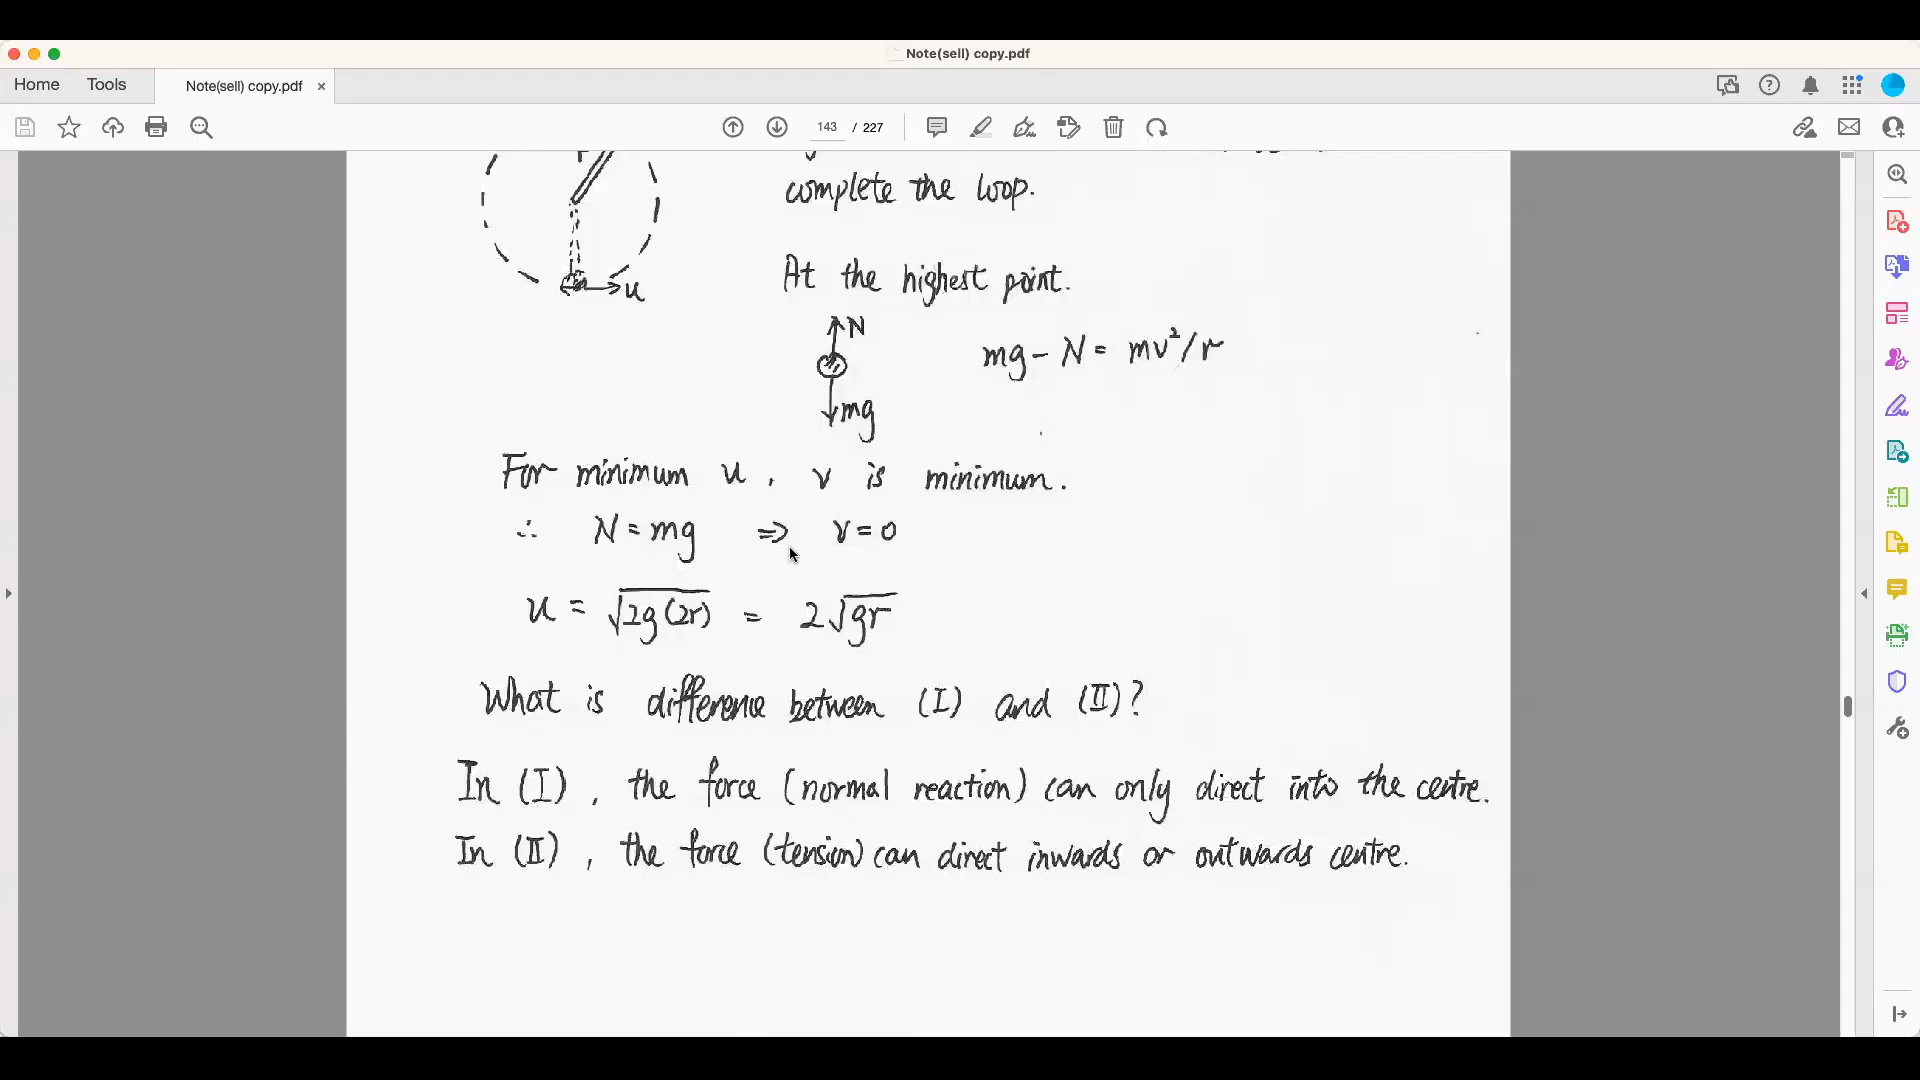 Note(sell) copy.pdf
Home Tools Note(sell) copy.pdf ×
143 / 227
complete the loop.
u
At the highest point.
N
mg
mg - N = mv²/r
For minimum u, v is minimum.
∴ N = mg ⇒ v = 0
u = √2g(2r) = 2√gr
What is difference between (I) and (II)?
In (I), the force (normal reaction) can only direct into the centre.
In (II), the force (tension) can direct inwards or outwards centre.